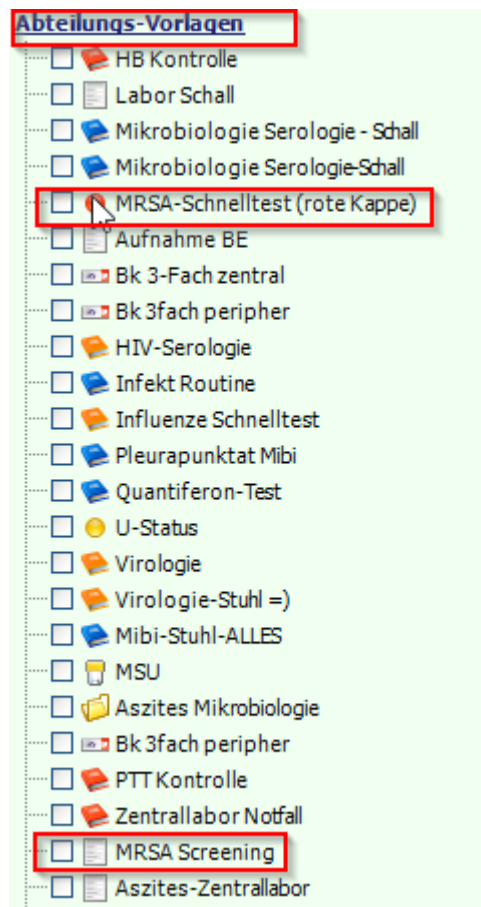 Abteilungs-Vorlagen
HB Kontrolle
Labor Schall
Mikrobiologie Serologie - Schall
Mikrobiologie Serologie-Schall
MRSA-Schnelltest (rote Kappe)
Aufnahme BE
Bk 3-Fach zentral
Bk 3fach peripher
HIV-Serologie
Infekt Routine
Influenze Schnelltest
Pleurapunktat Mibi
Quantiferon-Test
U-Status
Virologie
Virologie-Stuhl =)
Mibi-Stuhl-ALLES
MSU
Aszites Mikrobiologie
Bk 3fach peripher
PTT Kontrolle
Zentrallabor Notfall
MRSA Screening
Aszites-Zentrallabor